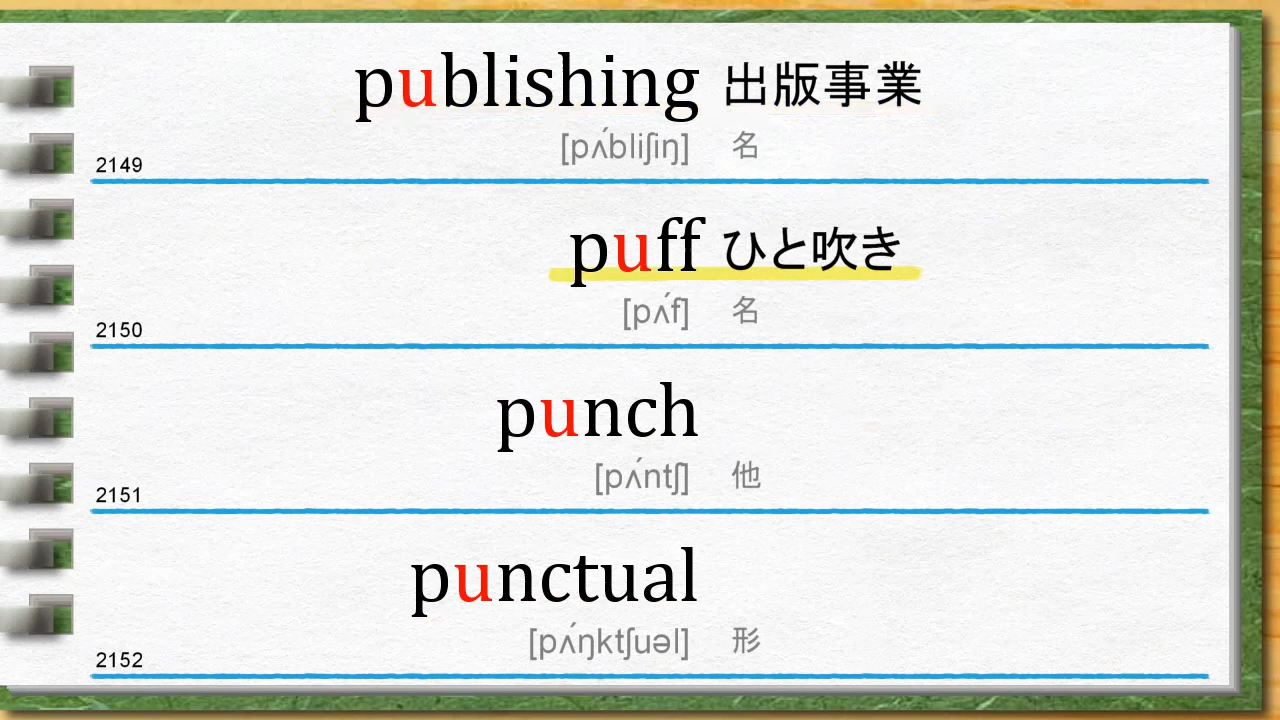 publishing 出版事業
[pʌ́bliʃiŋ] 名
2149
puff ひと吹き
[pʌ́f] 名
2150
punch
[pʌ́ntʃ] 他
2151
punctual
[pʌ́ŋktʃuəl] 形
2152